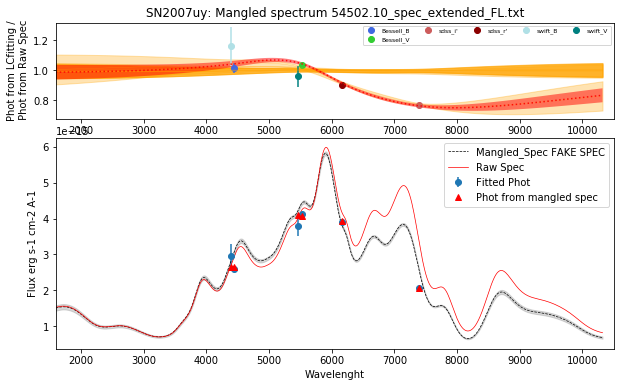 SN2007uy: Mangled spectrum 54502.10_spec_extended_FL.txt
Phot from LCfitting /
Phot from Raw Spec
1.2
1.0
0.8
Bessell_B
Bessell_V
sdss_i'
sdss_r'
swift_B
swift_V
2000 3000 4000 5000 6000 7000 8000 9000 10000
Flux erg s-1 cm-2 A-1
6
5
4
3
2
1
Mangled_Spec FAKE SPEC
Raw Spec
Fitted Phot
Phot from mangled spec
2000 3000 4000 5000 6000 7000 8000 9000 10000
Wavelenght